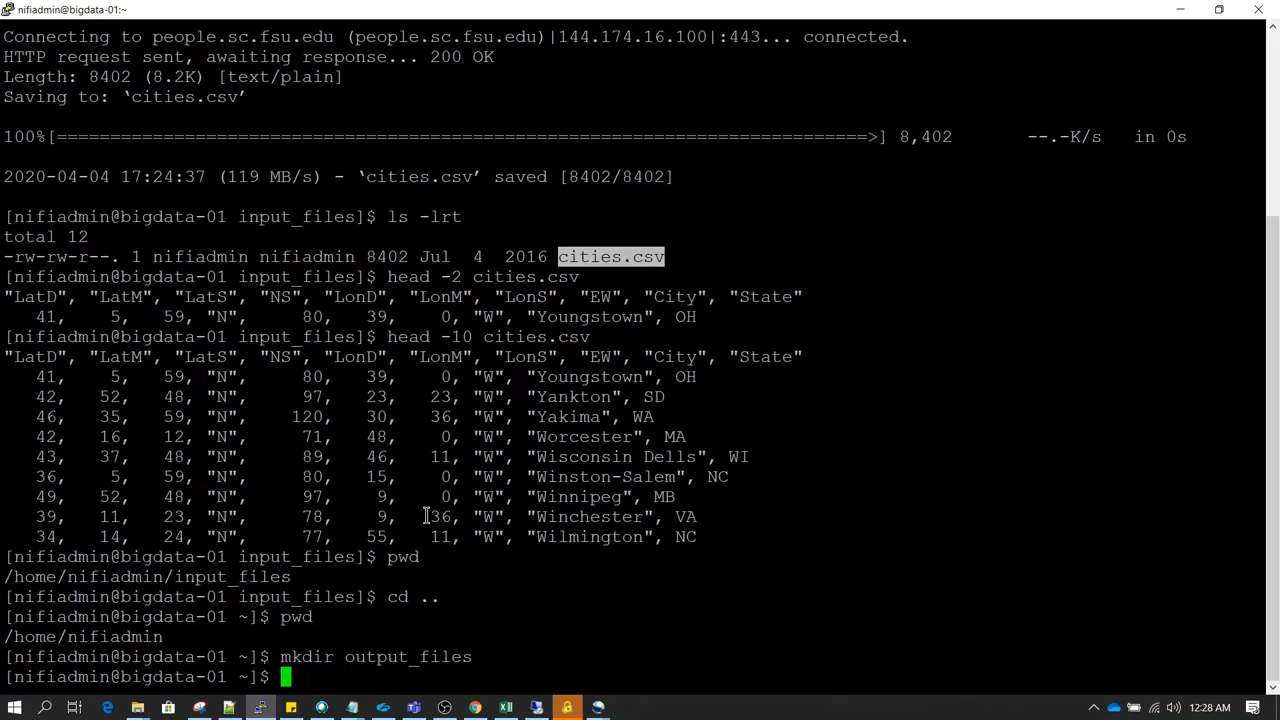 nifiadmin@bigdata-01:~
Connecting to people.sc.fsu.edu (people.sc.fsu.edu)|144.174.16.100|:443... connected.
HTTP request sent, awaiting response... 200 OK
Length: 8402 (8.2K) [text/plain]
Saving to: ‘cities.csv’
100%[============================================================================>] 8,402       --.-K/s   in 0s
2020-04-04 17:24:37 (119 MB/s) - ‘cities.csv’ saved [8402/8402]
[nifiadmin@bigdata-01 input_files]$ ls -lrt
total 12
-rw-rw-r--. 1 nifiadmin nifiadmin 8402 Jul  4  2016 cities.csv
[nifiadmin@bigdata-01 input_files]$ head -2 cities.csv
"LatD", "LatM", "LatS", "NS", "LonD", "LonM", "LonS", "EW", "City", "State"
   41,    5,   59, "N",     80,   39,    0, "W", "Youngstown", OH
[nifiadmin@bigdata-01 input_files]$ head -10 cities.csv
"LatD", "LatM", "LatS", "NS", "LonD", "LonM", "LonS", "EW", "City", "State"
   41,    5,   59, "N",     80,   39,    0, "W", "Youngstown", OH
   42,   52,   48, "N",     97,   23,   23, "W", "Yankton", SD
   46,   35,   59, "N",    120,   30,   36, "W", "Yakima", WA
   42,   16,   12, "N",     71,   48,    0, "W", "Worcester", MA
   43,   37,   48, "N",     89,   46,   11, "W", "Wisconsin Dells", WI
   36,    5,   59, "N",     80,   15,    0, "W", "Winston-Salem", NC
   49,   52,   48, "N",     97,    9,    0, "W", "Winnipeg", MB
   39,   11,   23, "N",     78,    9,   36, "W", "Winchester", VA
   34,   14,   24, "N",     77,   55,   11, "W", "Wilmington", NC
[nifiadmin@bigdata-01 input_files]$ pwd
/home/nifiadmin/input_files
[nifiadmin@bigdata-01 input_files]$ cd ..
[nifiadmin@bigdata-01 ~]$ pwd
/home/nifiadmin
[nifiadmin@bigdata-01 ~]$ mkdir output_files
[nifiadmin@bigdata-01 ~]$
12:28 AM